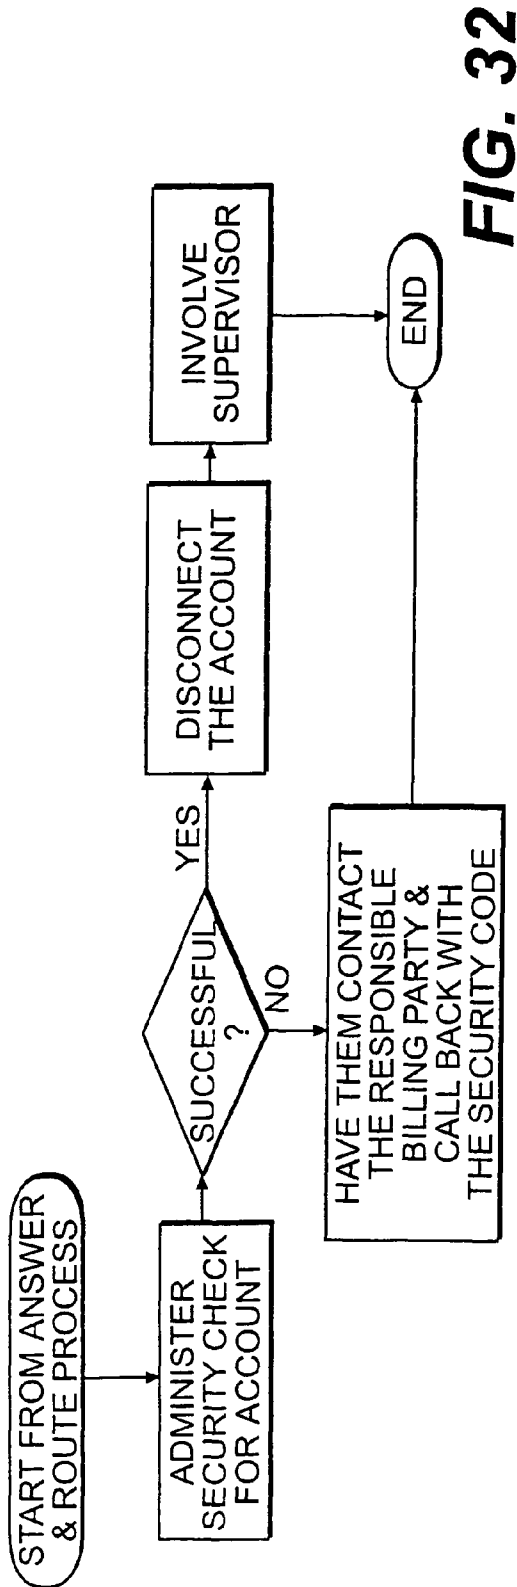 START FROM ANSWER
& ROUTE PROCESS
ADMINISTER
SECURITY CHECK
FOR ACCOUNT
SUCCESSFUL
?
YES
NO
DISCONNECT
THE ACCOUNT
INVOLVE
SUPERVISOR
HAVE THEM CONTACT
THE RESPONSIBLE
BILLING PARTY &
CALL BACK WITH
THE SECURITY CODE
END
FIG. 32